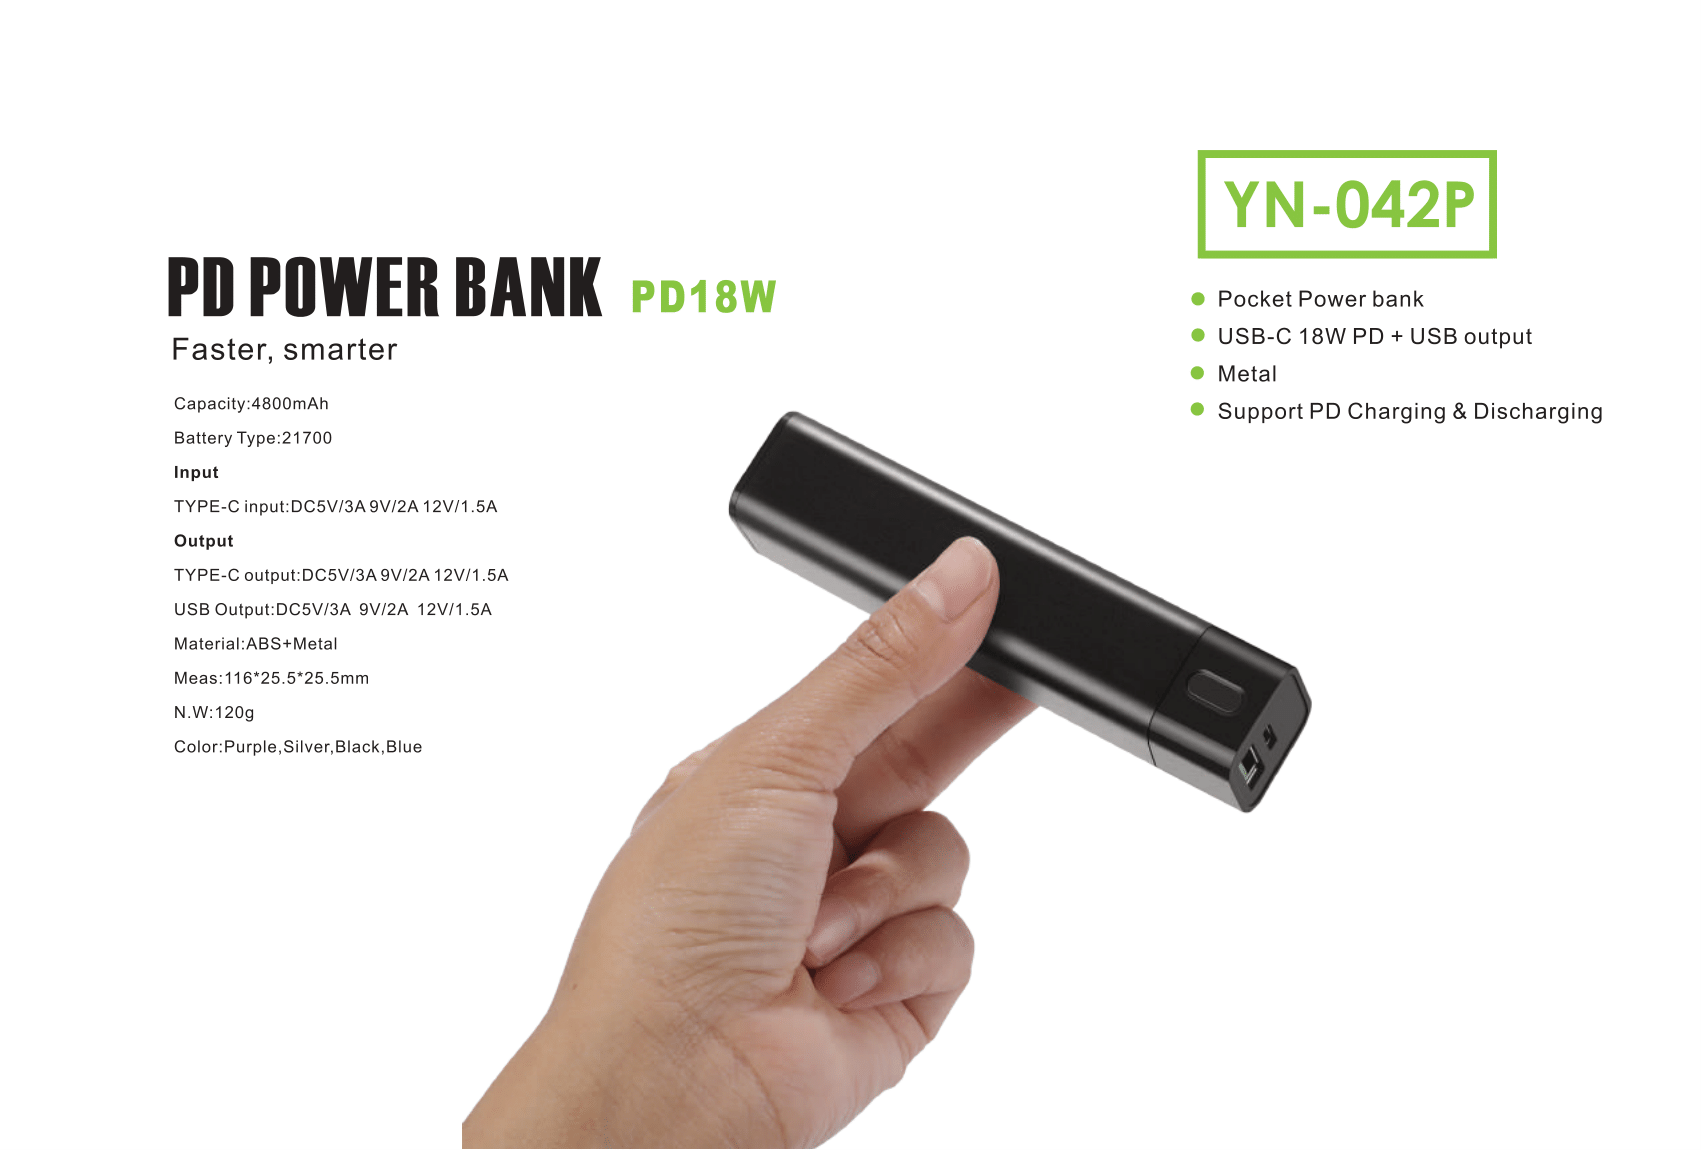 PD POWER BANK PD18W
Faster, smarter
Capacity:4800mAh
Battery Type:21700
Input
TYPE-C input:DC5V/3A 9V/2A 12V/1.5A
Output
TYPE-C output:DC5V/3A 9V/2A 12V/1.5A
USB Output:DC5V/3A 9V/2A 12V/1.5A
Material:ABS+Metal
Meas:116*25.5*25.5mm
N.W:120g
Color:Purple,Silver,Black,Blue
YN-042P
Pocket Power bank
USB-C 18W PD + USB output
Metal
Support PD Charging & Discharging